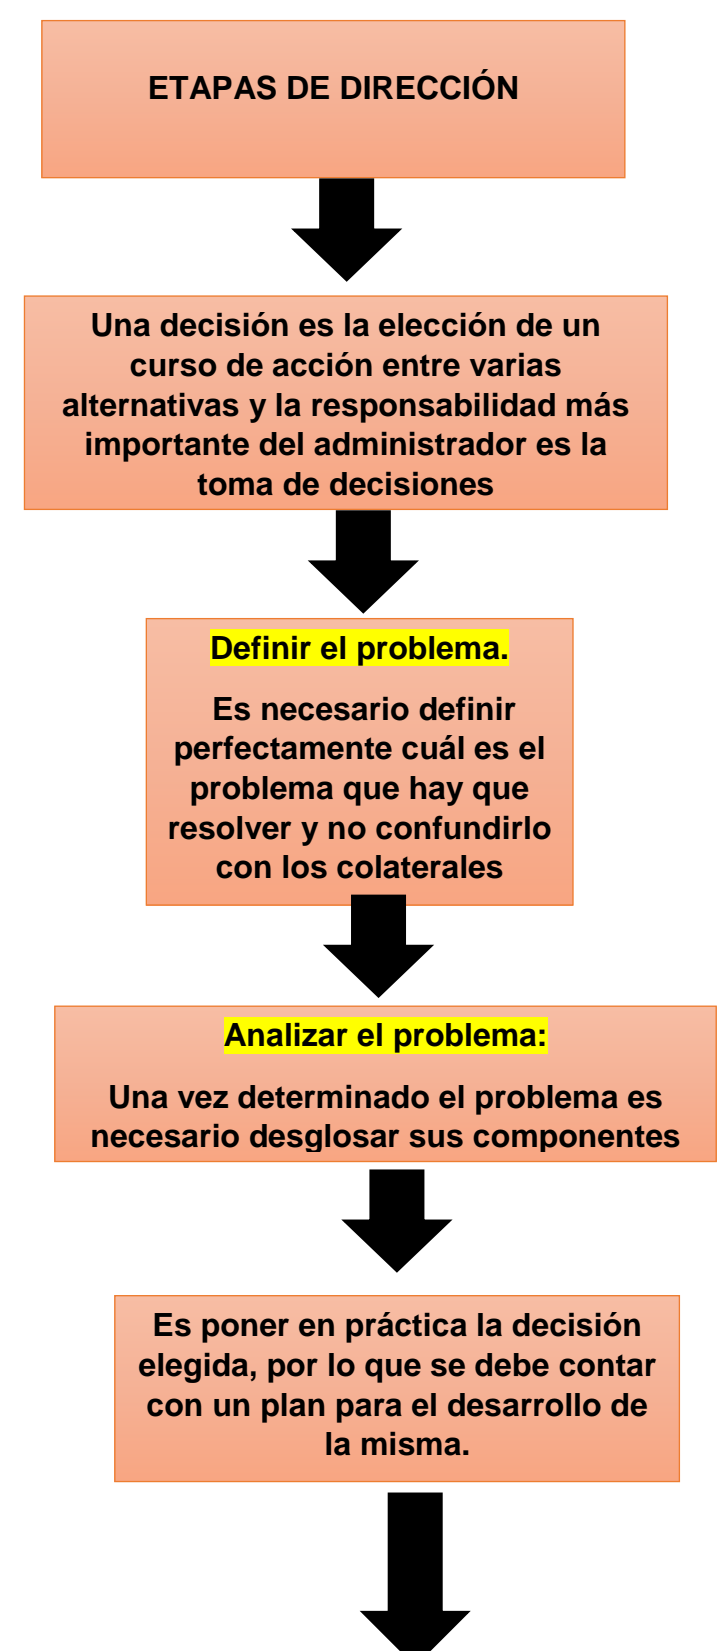 ETAPAS DE DIRECCIÓN
Una decisión es la elección de un
curso de acción entre varias
alternativas y la responsabilidad más
importante del administrador es la
toma de decisiones
Definir el problema.
Es necesario definir
perfectamente cuál es el
problema que hay que
resolver y no confundirlo
con los colaterales
Analizar el problema:
Una vez determinado el problema es
necesario desglosar sus componentes
Es poner en práctica la decisión
elegida, por lo que se debe contar
con un plan para el desarrollo de
la misma.